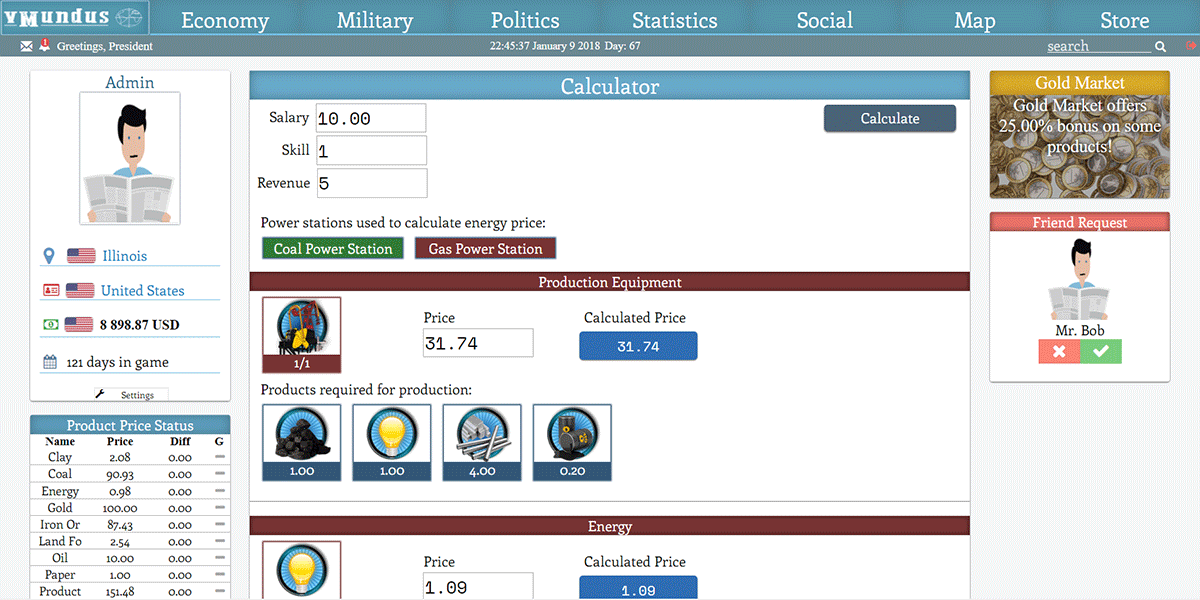 vMundus
Economy Military Politics Statistics Social Map Store
1 Greetings, President 22:45:37 January 9 2018 Day: 67 search
Admin
Illinois
United States
8 898.87 USD
121 days in game
Settings
Product Price Status
Name Price Diff G
Clay 2.08 0.00
Coal 90.93 0.00
Energy 0.98 0.00
Gold 100.00 0.00
Iron Or 87.43 0.00
Land Fo 2.54 0.00
Oil 10.00 0.00
Paper 1.00 0.00
Product 151.48 0.00
Calculator
Salary 10.00 Calculate
Skill 1
Revenue 5
Power stations used to calculate energy price:
Coal Power Station Gas Power Station
Production Equipment
Price Calculated Price
31.74 31.74
1/1
Products required for production:
1.00 1.00 4.00 0.20
Energy
Price Calculated Price
1.09 1.09
Gold Market
Gold Market offers
25.00% bonus on some
products!
Friend Request
Mr. Bob